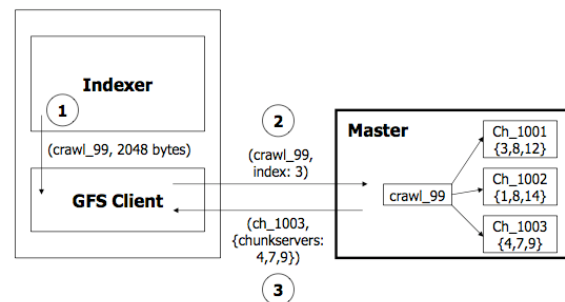 Indexer
1
(crawl_99, 2048 bytes)
GFS Client
2
(crawl_99,
index: 3)
(ch_1003,
{chunkservers:
4,7,9})
3
Master
crawl_99
Ch_1001
{3,8,12}
Ch_1002
{1,8,14}
Ch_1003
{4,7,9}